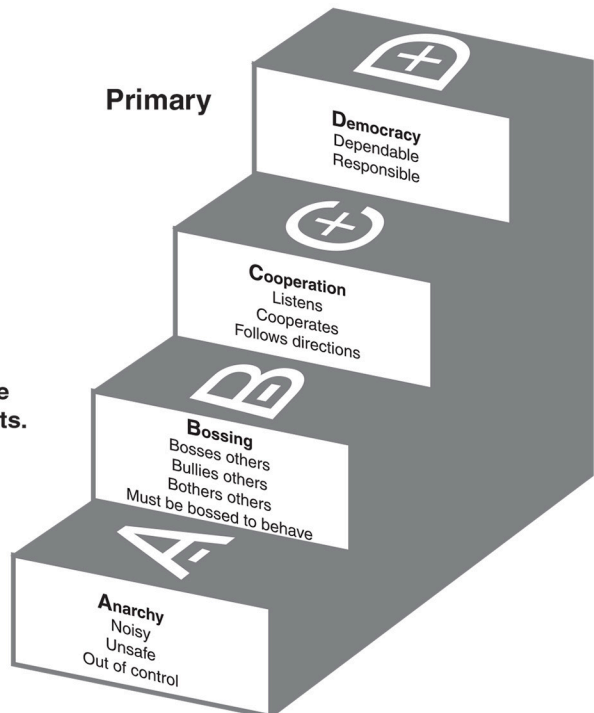 Primary
D+
Democracy
Dependable
Responsible
C+
Cooperation
Listens
Cooperates
Follows directions
e
ts.
B-
Bossing
Bosses others
Bullies others
Bothers others
Must be bossed to behave
A-
Anarchy
Noisy
Unsafe
Out of control